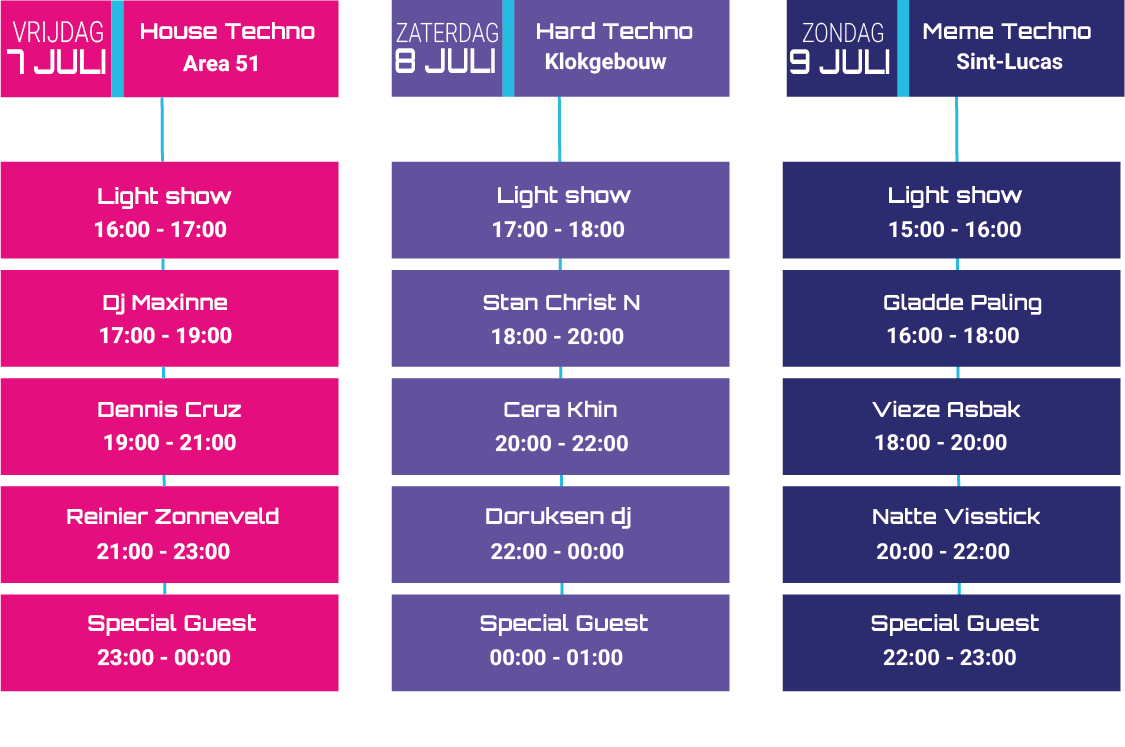 VRIJDAG
7 JULI
House Techno
Area 51
Light show
16:00 - 17:00
Dj Maxinne
17:00 - 19:00
Dennis Cruz
19:00 - 21:00
Reinier Zonneveld
21:00 - 23:00
Special Guest
23:00 - 00:00
ZATERDAG
8 JULI
Hard Techno
Klokgebouw
Light show
17:00 - 18:00
Stan Christ N
18:00 - 20:00
Cera Khin
20:00 - 22:00
Doruksen dj
22:00 - 00:00
Special Guest
00:00 - 01:00
ZONDAG
9 JULI
Meme Techno
Sint-Lucas
Light show
15:00 - 16:00
Gladde Paling
16:00 - 18:00
Vieze Asbak
18:00 - 20:00
Natte Visstick
20:00 - 22:00
Special Guest
22:00 - 23:00